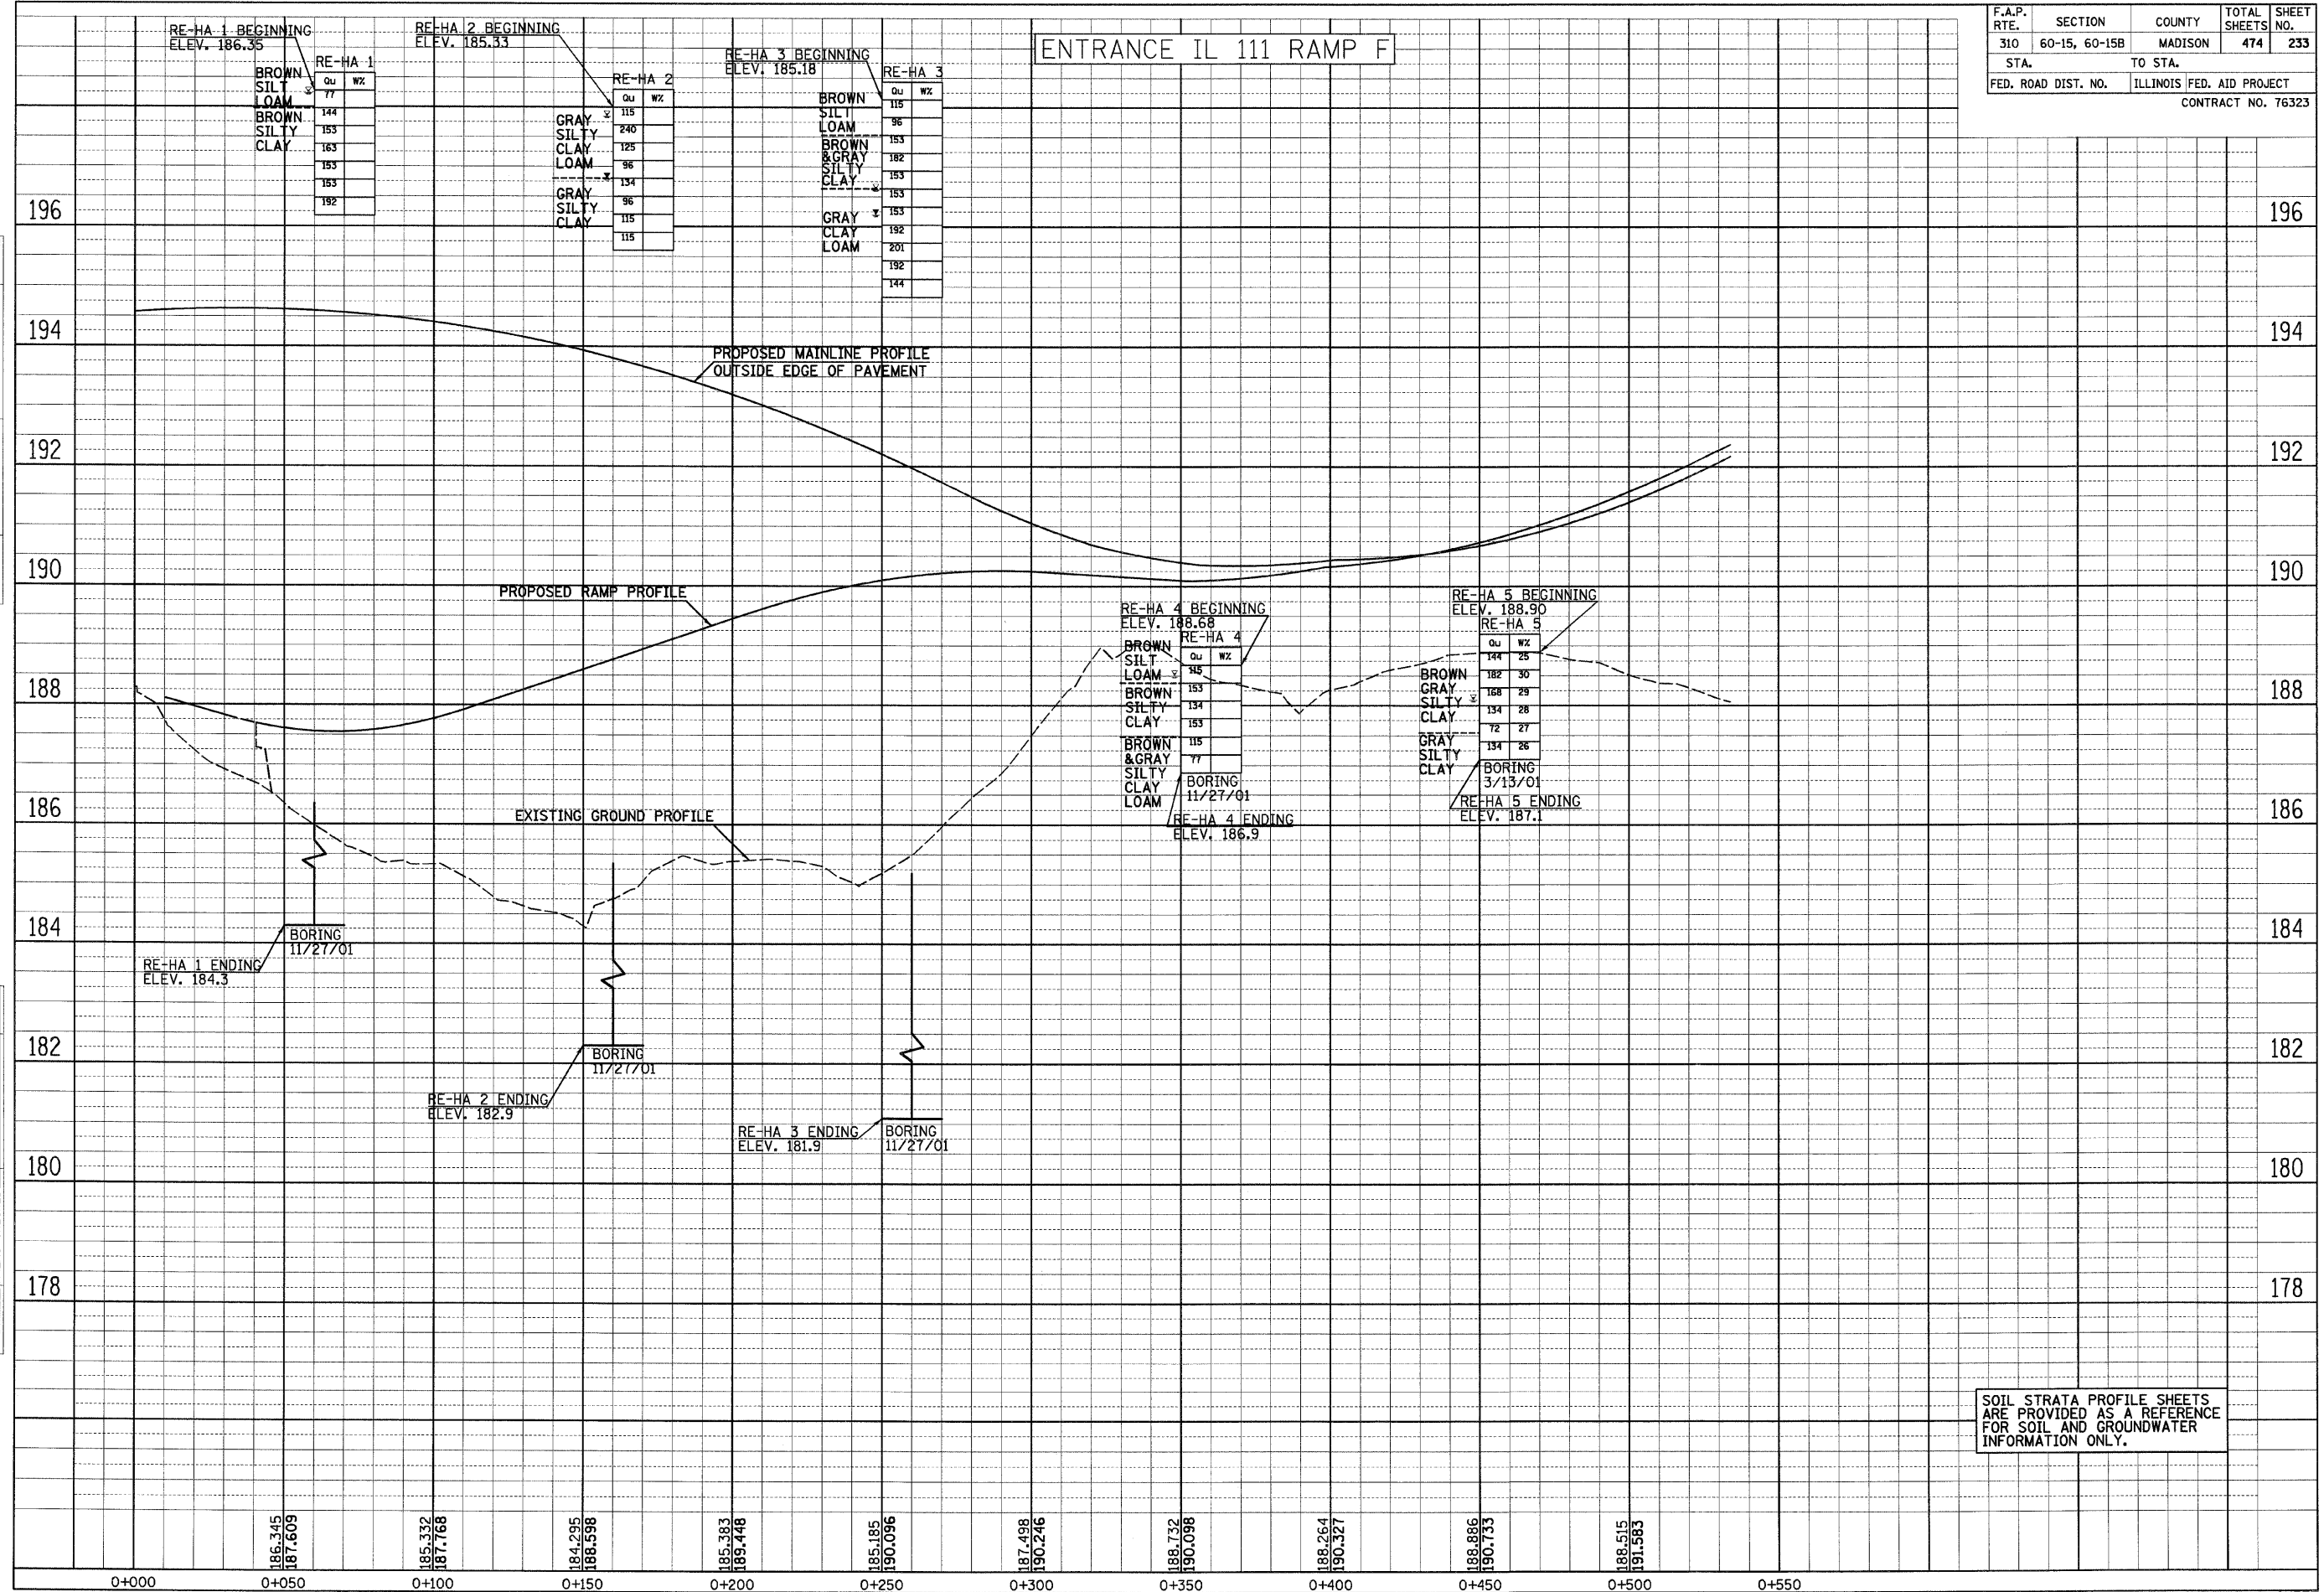 F.A.P. RTE. SECTION COUNTY TOTAL SHEETS SHEET NO.
310 60-15, 60-15B MADISON 474 233
STA. TO STA.
FED. ROAD DIST. NO. ILLINOIS FED. AID PROJECT
CONTRACT NO. 76323
ENTRANCE IL 111 RAMP F
RE-HA 1 BEGINNING
ELEV. 186.35
RE-HA 1
Qu W%
77
144
153
163
153
153
192
BROWN
SILT
LOAM
BROWN
SILTY
CLAY
RE-HA 2 BEGINNING
ELEV. 185.33
RE-HA 2
Qu W%
115
240
125
96
134
96
115
115
GRAY
SILTY
CLAY
LOAM
GRAY
SILTY
CLAY
RE-HA 3 BEGINNING
ELEV. 185.18
RE-HA 3
Qu W%
115
96
153
182
153
153
153
192
201
192
144
BROWN
SILT
LOAM
BROWN
&GRAY
SILTY
CLAY
GRAY
CLAY
LOAM
196 196
194 194
192 192
190 190
188 188
186 186
184 184
182 182
180 180
178 178
PROPOSED MAINLINE PROFILE
OUTSIDE EDGE OF PAVEMENT
PROPOSED RAMP PROFILE
EXISTING GROUND PROFILE
RE-HA 4 BEGINNING
ELEV. 188.68
RE-HA 4
Qu W%
115
153
134
153
115
77
BROWN
SILT
LOAM
BROWN
SILTY
CLAY
BROWN
&GRAY
SILTY
CLAY
LOAM
BORING
11/27/01
RE-HA 4 ENDING
ELEV. 186.9
RE-HA 5 BEGINNING
ELEV. 188.90
RE-HA 5
Qu W%
144 25
182 30
168 29
134 28
72 27
134 26
BROWN
GRAY
SILTY
CLAY
GRAY
SILTY
CLAY
BORING
3/13/01
RE-HA 5 ENDING
ELEV. 187.1
BORING
11/27/01
RE-HA 1 ENDING
ELEV. 184.3
BORING
11/27/01
RE-HA 2 ENDING
ELEV. 182.9
BORING
11/27/01
RE-HA 3 ENDING
ELEV. 181.9
SOIL STRATA PROFILE SHEETS
ARE PROVIDED AS A REFERENCE
FOR SOIL AND GROUNDWATER
INFORMATION ONLY.
186.345
187.609
185.332
187.768
184.295
188.598
185.383
189.448
185.185
190.096
187.498
190.246
188.732
190.098
188.264
190.327
188.886
190.733
188.515
191.583
0+000 0+050 0+100 0+150 0+200 0+250 0+300 0+350 0+400 0+450 0+500 0+550